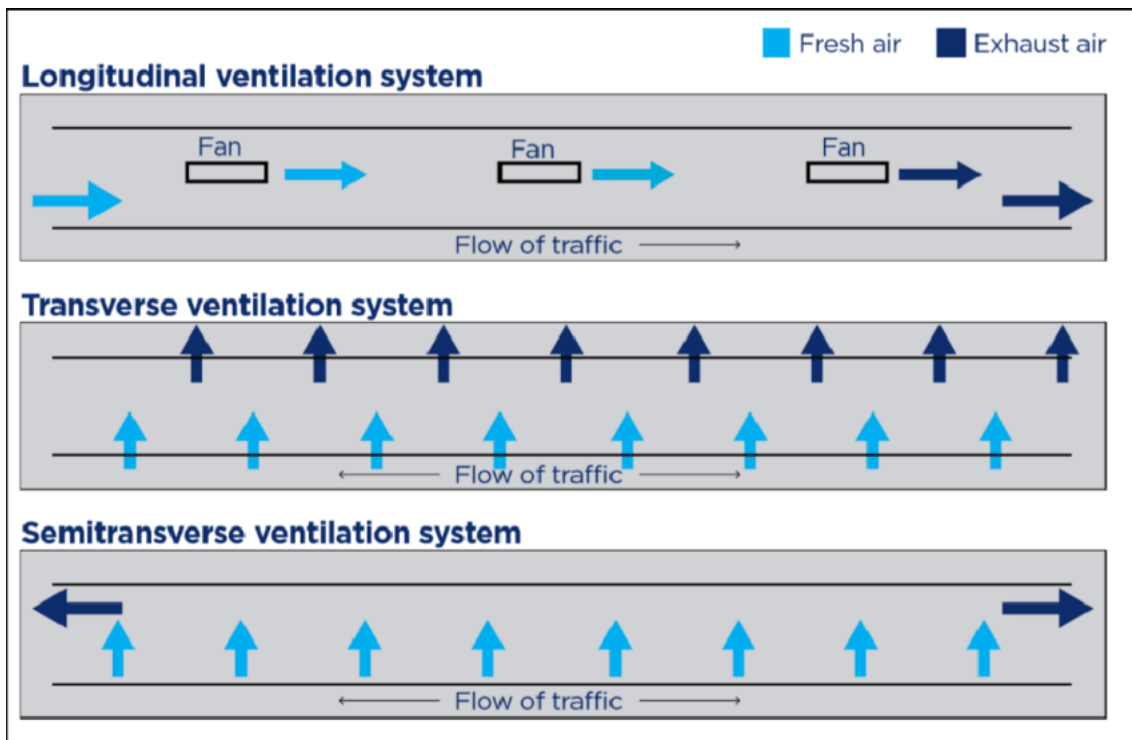 Fresh air Exhaust air
Longitudinal ventilation system
Fan Fan Fan
Flow of traffic
Transverse ventilation system
Flow of traffic
Semitransverse ventilation system
Flow of traffic